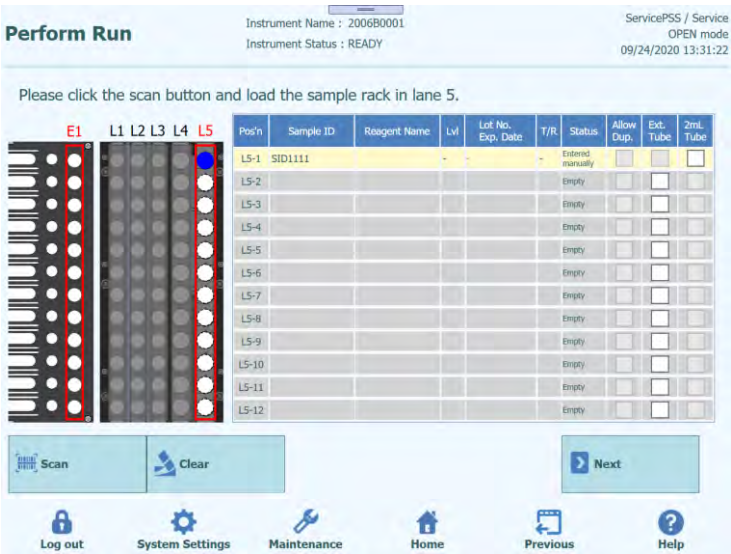 Perform Run
Instrument Name : 2006B0001
Instrument Status : READY
ServicePSS / Service
OPEN mode
09/24/2020 13:31:22
Please click the scan button and load the sample rack in lane 5.
E1 L1 L2 L3 L4 L5
Pos'n Sample ID Reagent Name Lvl Lot No. Exp. Date T/R Status Allow Dup. Ext. Tube 2mL Tube
L5-1 SID1111 - - - Entered manually
L5-2 Empty
L5-3 Empty
L5-4 Empty
L5-5 Empty
L5-6 Empty
L5-7 Empty
L5-8 Empty
L5-9 Empty
L5-10 Empty
L5-11 Empty
L5-12 Empty
Scan Clear Next
Log out System Settings Maintenance Home Previous Help